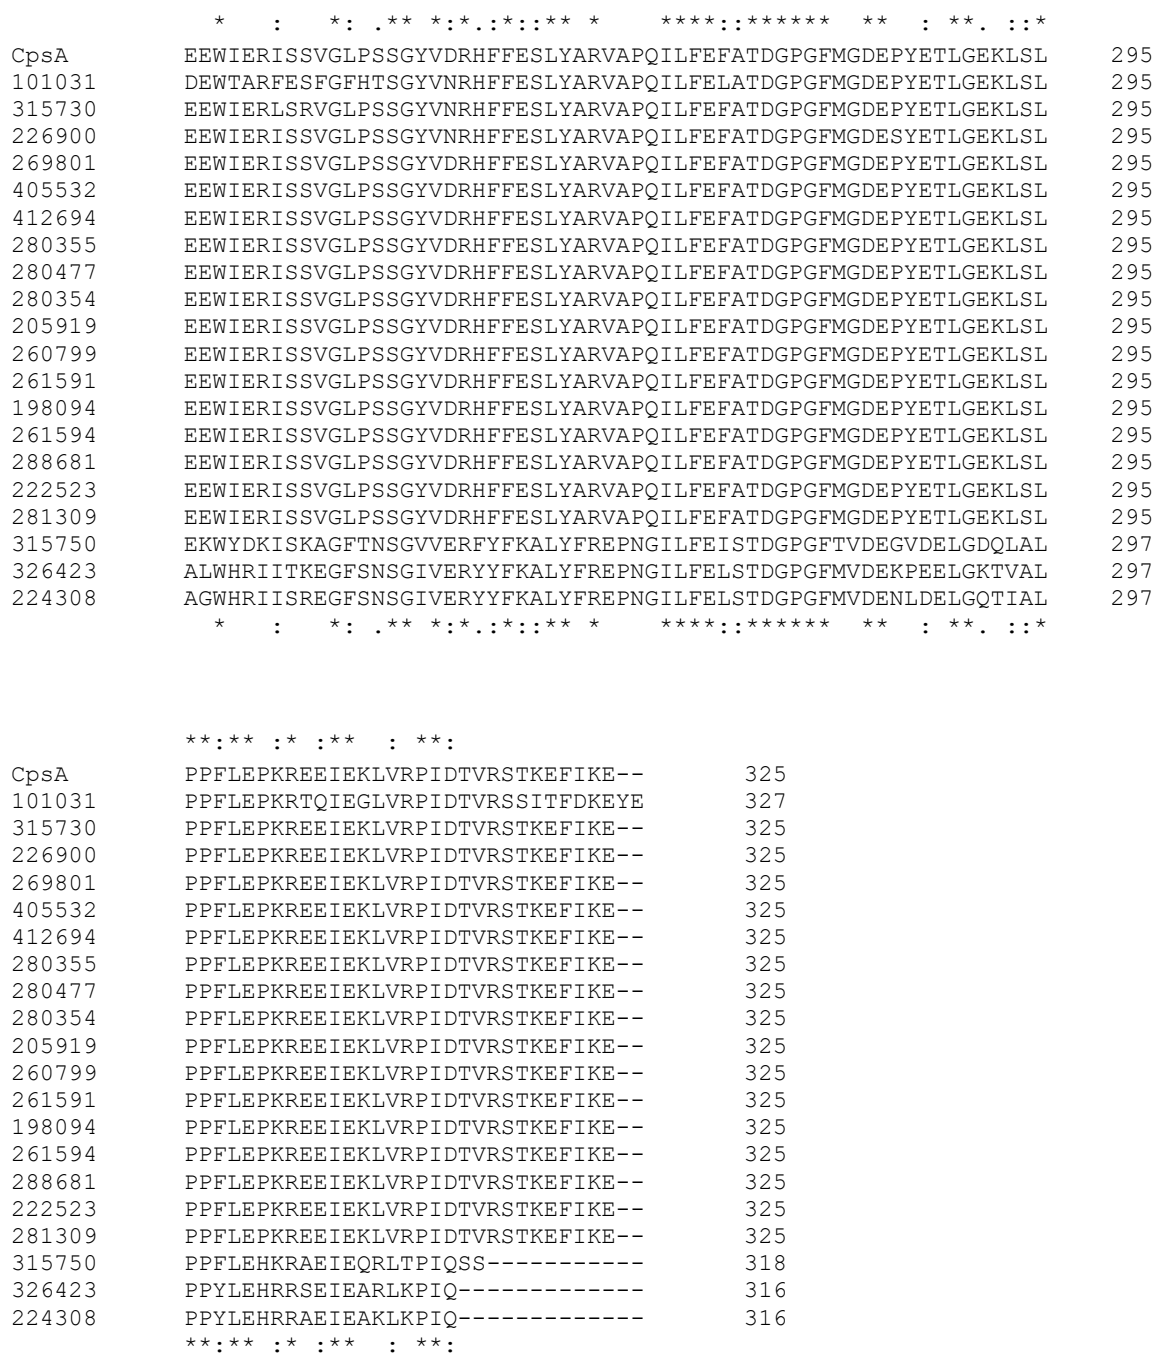 * : *: .** *:*.:*::** * ****::****** ** : **. ::*
CpsA EEWIERISSVGLPSSGYVDRHFFESLYARVAPQILFEFATDGPGFMGDEPYETLGEKLSL 295
101031 DEWTARFESFGFHTSGYVNRHFFESLYARVAPQILFELATDGPGFMGDEPYETLGEKLSL 295
315730 EEWIERLSRVGLPSSGYVNRHFFESLYARVAPQILFEFATDGPGFMGDEPYETLGEKLSL 295
226900 EEWIERISSVGLPSSGYVNRHFFESLYARVAPQILFEFATDGPGFMGDESYETLGEKLSL 295
269801 EEWIERISSVGLPSSGYVDRHFFESLYARVAPQILFEFATDGPGFMGDEPYETLGEKLSL 295
405532 EEWIERISSVGLPSSGYVDRHFFESLYARVAPQILFEFATDGPGFMGDEPYETLGEKLSL 295
412694 EEWIERISSVGLPSSGYVDRHFFESLYARVAPQILFEFATDGPGFMGDEPYETLGEKLSL 295
280355 EEWIERISSVGLPSSGYVDRHFFESLYARVAPQILFEFATDGPGFMGDEPYETLGEKLSL 295
280477 EEWIERISSVGLPSSGYVDRHFFESLYARVAPQILFEFATDGPGFMGDEPYETLGEKLSL 295
280354 EEWIERISSVGLPSSGYVDRHFFESLYARVAPQILFEFATDGPGFMGDEPYETLGEKLSL 295
205919 EEWIERISSVGLPSSGYVDRHFFESLYARVAPQILFEFATDGPGFMGDEPYETLGEKLSL 295
260799 EEWIERISSVGLPSSGYVDRHFFESLYARVAPQILFEFATDGPGFMGDEPYETLGEKLSL 295
261591 EEWIERISSVGLPSSGYVDRHFFESLYARVAPQILFEFATDGPGFMGDEPYETLGEKLSL 295
198094 EEWIERISSVGLPSSGYVDRHFFESLYARVAPQILFEFATDGPGFMGDEPYETLGEKLSL 295
261594 EEWIERISSVGLPSSGYVDRHFFESLYARVAPQILFEFATDGPGFMGDEPYETLGEKLSL 295
288681 EEWIERISSVGLPSSGYVDRHFFESLYARVAPQILFEFATDGPGFMGDEPYETLGEKLSL 295
222523 EEWIERISSVGLPSSGYVDRHFFESLYARVAPQILFEFATDGPGFMGDEPYETLGEKLSL 295
281309 EEWIERISSVGLPSSGYVDRHFFESLYARVAPQILFEFATDGPGFMGDEPYETLGEKLSL 295
315750 EKWYDKISKAGFTNSGVVERFYFKALYFREPNGILFEISTDGPGFTVDEGVDELGDQLAL 297
326423 ALWHRIITKEGFSNSGIVERYYFKALYFREPNGILFELSTDGPGFMVDEKPEELGKTVAL 297
224308 AGWHRIISREGFSNSGIVERYYFKALYFREPNGILFELSTDGPGFMVDENLDELGQTIAL 297
* : *: .** *:*.:*::** * ****::****** ** : **. ::*
**:** :* :** : **:
CpsA PPFLEPKREEIEKLVRPIDTVRSTKEFIKE-- 325
101031 PPFLEPKRTQIEGLVRPIDTVRSSITFDKEYE 327
315730 PPFLEPKREEIEKLVRPIDTVRSTKEFIKE-- 325
226900 PPFLEPKREEIEKLVRPIDTVRSTKEFIKE-- 325
269801 PPFLEPKREEIEKLVRPIDTVRSTKEFIKE-- 325
405532 PPFLEPKREEIEKLVRPIDTVRSTKEFIKE-- 325
412694 PPFLEPKREEIEKLVRPIDTVRSTKEFIKE-- 325
280355 PPFLEPKREEIEKLVRPIDTVRSTKEFIKE-- 325
280477 PPFLEPKREEIEKLVRPIDTVRSTKEFIKE-- 325
280354 PPFLEPKREEIEKLVRPIDTVRSTKEFIKE-- 325
205919 PPFLEPKREEIEKLVRPIDTVRSTKEFIKE-- 325
260799 PPFLEPKREEIEKLVRPIDTVRSTKEFIKE-- 325
261591 PPFLEPKREEIEKLVRPIDTVRSTKEFIKE-- 325
198094 PPFLEPKREEIEKLVRPIDTVRSTKEFIKE-- 325
261594 PPFLEPKREEIEKLVRPIDTVRSTKEFIKE-- 325
288681 PPFLEPKREEIEKLVRPIDTVRSTKEFIKE-- 325
222523 PPFLEPKREEIEKLVRPIDTVRSTKEFIKE-- 325
281309 PPFLEPKREEIEKLVRPIDTVRSTKEFIKE-- 325
315750 PPFLEHKRAEIEQRLTPIQSS----------- 318
326423 PPYLEHRRSEIEARLKPIQ------------- 316
224308 PPYLEHRRAEIEAKLKPIQ------------- 316
**:** :* :** : **: